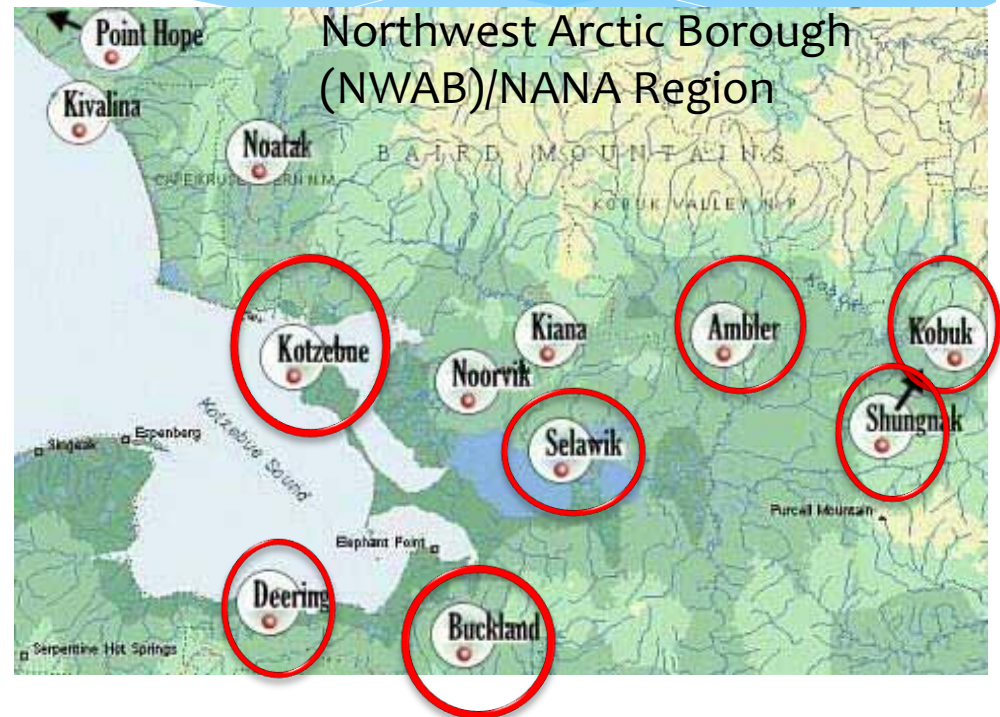 Northwest Arctic Borough
(NWAB)/NANA Region
Point Hope
Kivalina
Noatak
BAIRD MOUNTAINS
KOBUK VALLEY N P
Kotzebue
Kiana
Ambler
Kobuk
Noorvik
Shungnak
Selawik
Kotzebue Sound
Espenberg
Purcell Mountain
Elephant Point
Deering
Buckland
Serpentine Hot Springs